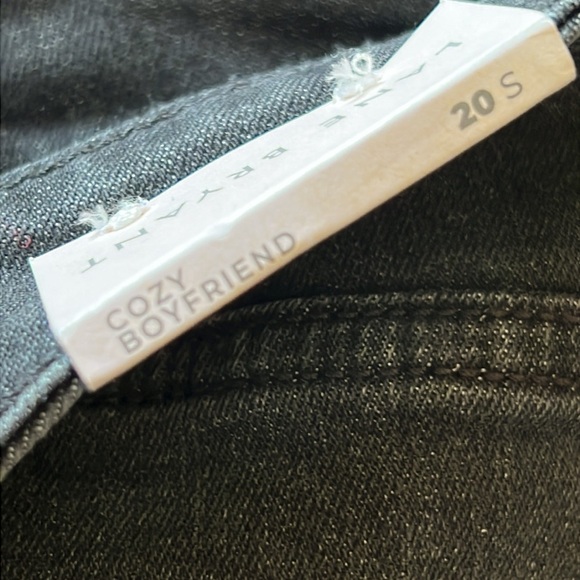 LANE BRYANT
20 S
COZY
BOYFRIEND